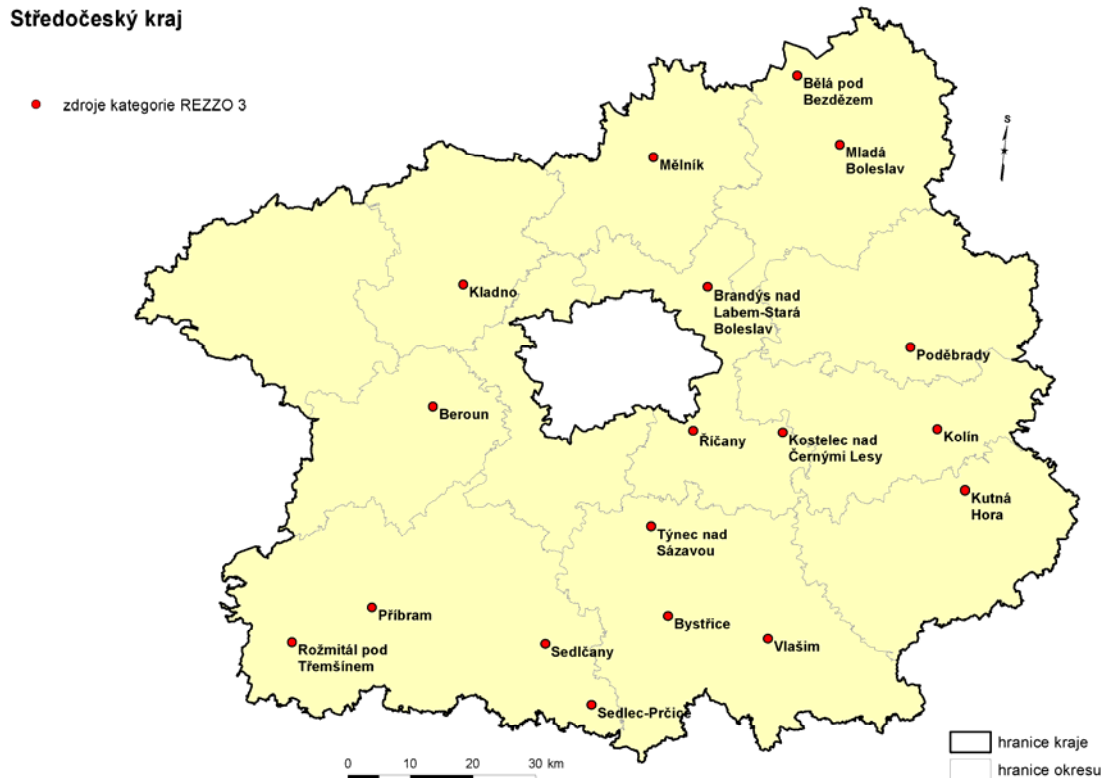 Středočeský kraj
zdroje kategorie REZZO 3
S
Bělá pod
Bezdězem
Mladá
Boleslav
Mělník
Kladno
Brandýs nad
Labem-Stará
Boleslav
Poděbrady
Beroun
Říčany
Kostelec nad
Černými Lesy
Kolín
Kutná
Hora
Týnec nad
Sázavou
Příbram
Bystřice
Vlašim
Rožmitál pod
Třemšínem
Sedlčany
Sedlec-Prčice
hranice kraje
hranice okresu
0 10 20 30 km